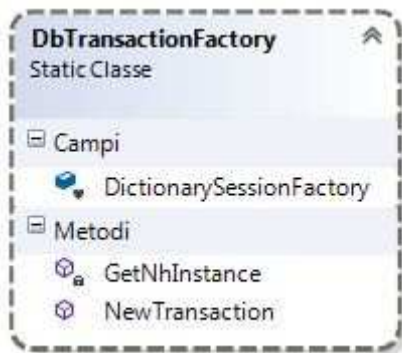 DbTransactionFactory
Static Classe
Campi
DictionarySessionFactory
Metodi
GetNhInstance
NewTransaction